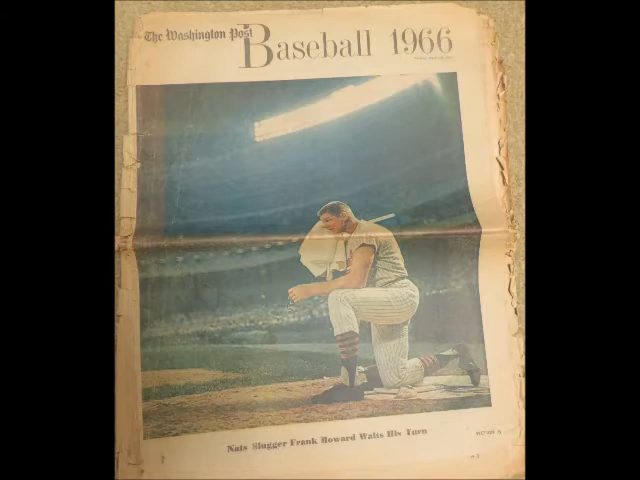 The Washington Post
Baseball 1966
Nats Slugger Frank Howard Waits His Turn